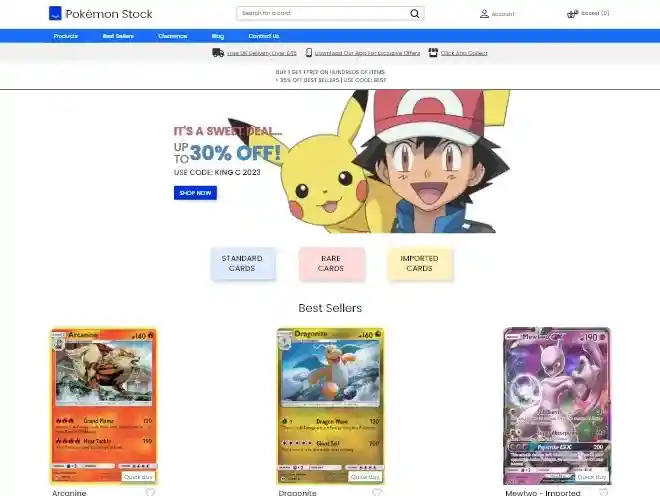 Pokémon Stock
Search for a card
Account
Basket (0)
Products
Best Sellers
Clearance
Blog
Contact Us
Free UK Delivery Over £45
Download Our App For Exclusive Offers
Click And Collect
BUY 1 GET 1 FREE ON HUNDREDS OF ITEMS
+ 35% OFF BEST SELLERS | USE CODE: BEST
IT'S A SWEET DEAL...
UP TO 30% OFF!
USE CODE: KING C 2023
SHOP NOW
STANDARD
CARDS
RARE
CARDS
IMPORTED
CARDS
Best Sellers
Arcanine
140
Grand Flame 120
Heat Tackle 190
Quick Buy
Arcanine
Dragonite
160
Dragon Wave 130
Giant Tail 200
Quick Buy
Dragonite
Mewtwo GX
190
Psystrike GX 200
Quick Buy
Mewtwo - Imported